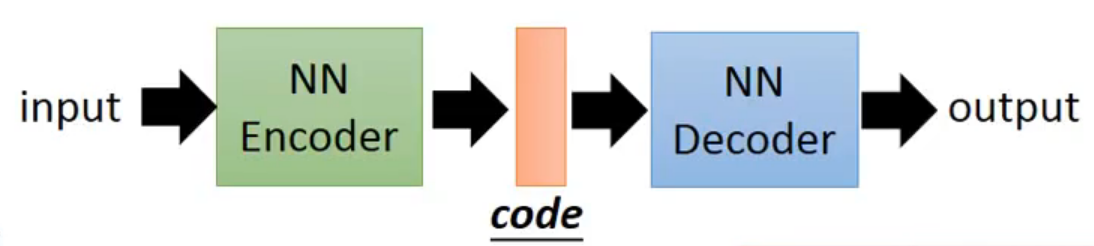 input
NN
Encoder
code
NN
Decoder
output